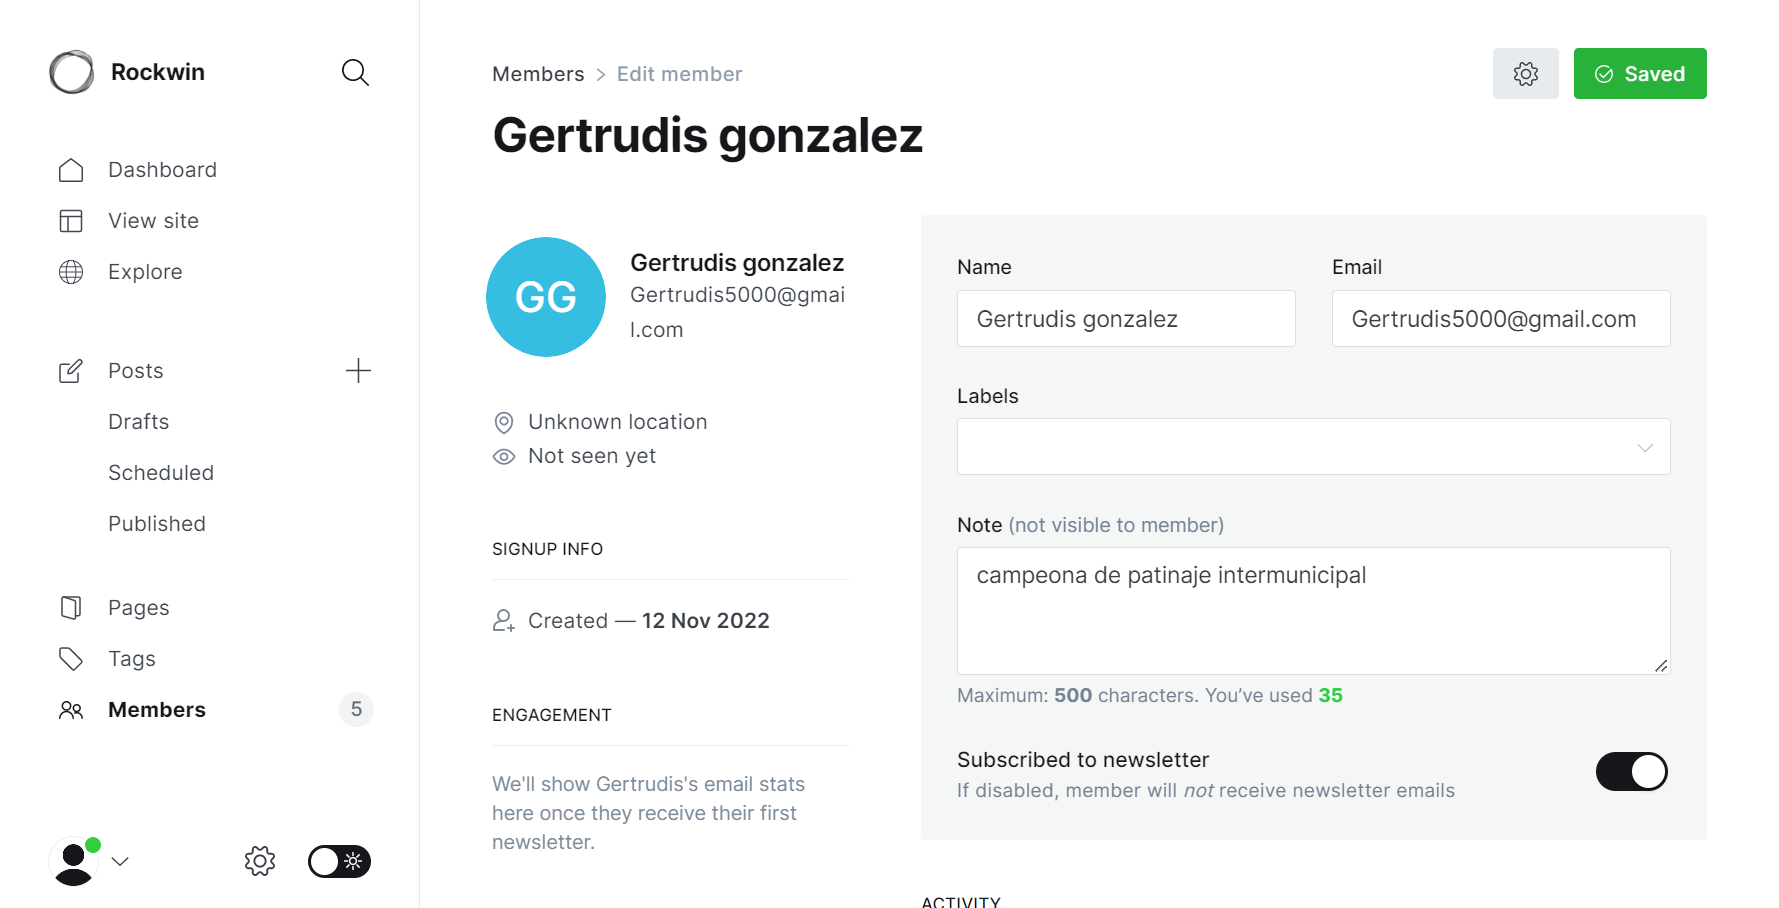 Rockwin
Dashboard
View site
Explore
Posts
Drafts
Scheduled
Published
Pages
Tags
Members 5
Members > Edit member
Saved
Gertrudis gonzalez
GG
Gertrudis gonzalez
Gertrudis5000@gmai
l.com
Unknown location
Not seen yet
SIGNUP INFO
Created — 12 Nov 2022
ENGAGEMENT
We'll show Gertrudis's email stats
here once they receive their first
newsletter.
Name
Gertrudis gonzalez
Email
Gertrudis5000@gmail.com
Labels
Note (not visible to member)
campeona de patinaje intermunicipal
Maximum: 500 characters. You’ve used 35
Subscribed to newsletter
If disabled, member will not receive newsletter emails
ACTIVITY